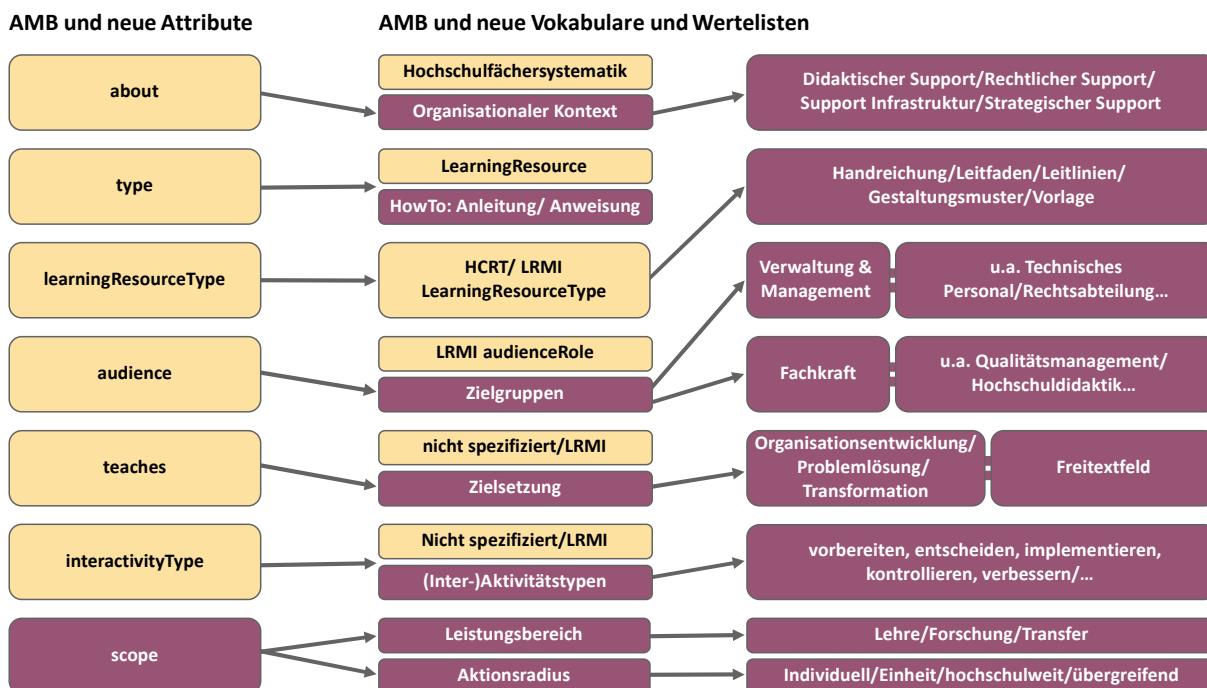 AMB und neue Attribute
AMB und neue Vokabulare und Wertelisten
about
Hochschulfächersystematik
Organisationaler Kontext
Didaktischer Support/Rechtlicher Support/
Support Infrastruktur/Strategischer Support
type
LearningResource
HowTo: Anleitung/ Anweisung
Handreichung/Leitfaden/Leitlinien/
Gestaltungsmuster/Vorlage
learningResourceType
HCRT/ LRMI
LearningResourceType
Verwaltung &
Management
u.a. Technisches
Personal/Rechtsabteilung…
audience
LRMI audienceRole
Zielgruppen
Fachkraft
u.a. Qualitätsmanagement/
Hochschuldidaktik…
teaches
nicht spezifiziert/LRMI
Zielsetzung
Organisationsentwicklung/
Problemlösung/
Transformation
Freitextfeld
interactivityType
Nicht spezifiziert/LRMI
(Inter-)Aktivitätstypen
vorbereiten, entscheiden, implementieren,
kontrollieren, verbessern/…
scope
Leistungsbereich
Lehre/Forschung/Transfer
Aktionsradius
Individuell/Einheit/hochschulweit/übergreifend